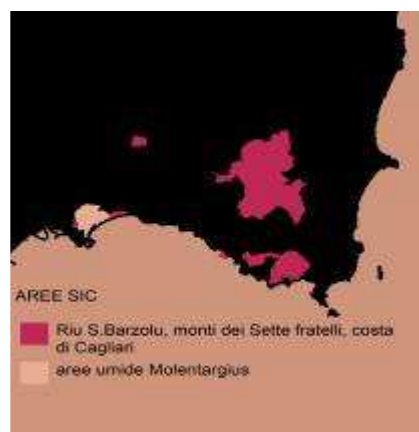 AREE SIC
Riu S.Barzolu, monti dei Sette fratelli, costa
di Cagliari
aree umide Molentargius